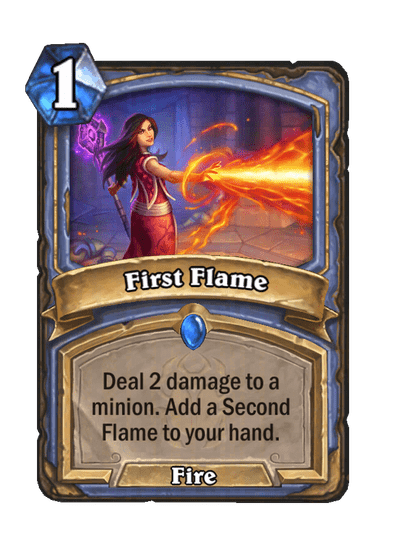 1
First Flame
Deal 2 damage to a
minion. Add a Second
Flame to your hand.
Fire